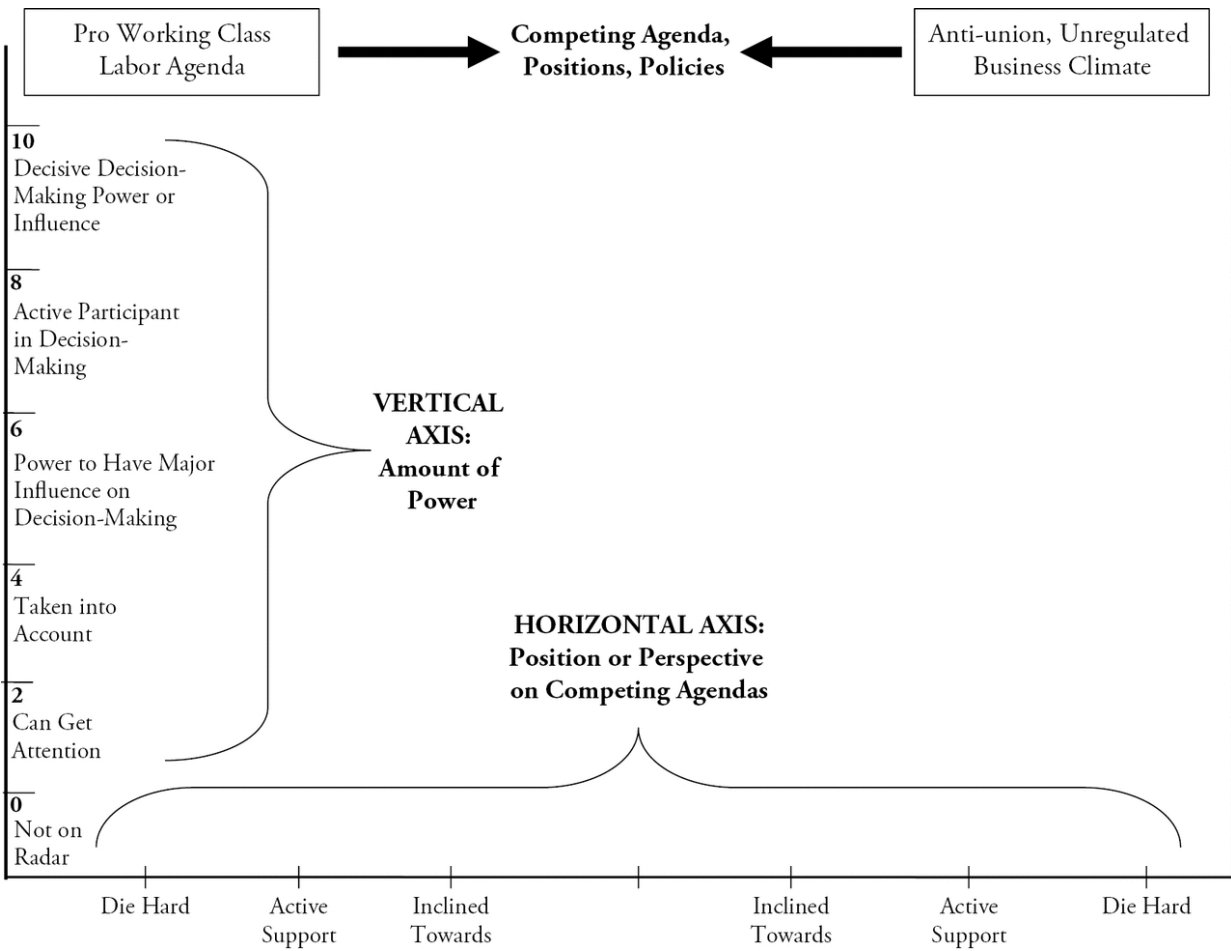 Pro Working Class
Labor Agenda
Competing Agenda,
Positions, Policies
Anti-union, Unregulated
Business Climate
10
Decisive Decision-
Making Power or
Influence
8
Active Participant
in Decision-
Making
6
Power to Have Major
Influence on
Decision-Making
4
Taken into
Account
2
Can Get
Attention
0
Not on
Radar
VERTICAL
AXIS:
Amount of
Power
HORIZONTAL AXIS:
Position or Perspective
on Competing Agendas
Die Hard
Active
Support
Inclined
Towards
Inclined
Towards
Active
Support
Die Hard